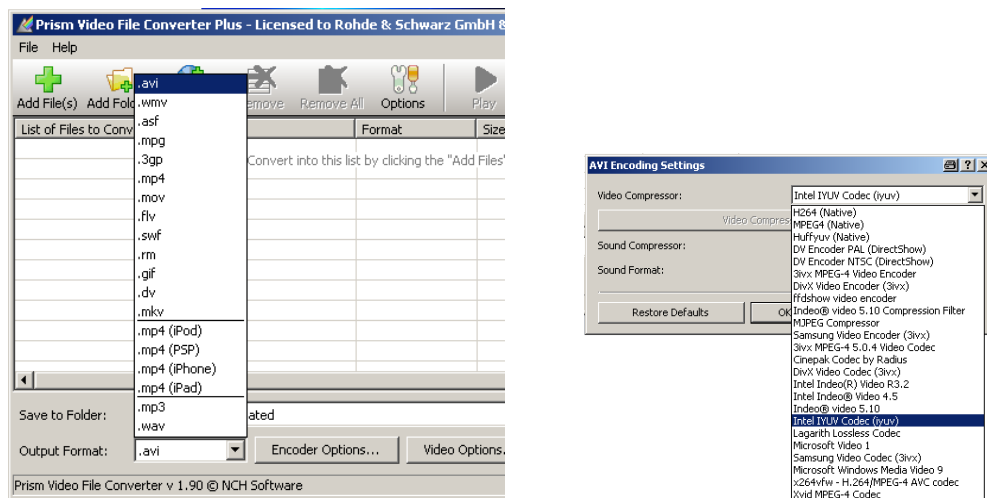 Prism Video File Converter Plus - Licensed to Rohde & Schwarz GmbH &
File Help
Add File(s) Add Fold
Remove All Options Play
List of Files to Conv
Format Size
Convert into this list by clicking the "Add Files"
.avi
.wmv
.asf
.mpg
.3gp
.mp4
.mov
.flv
.swf
.rm
.gif
.dv
.mkv
.mp4 (iPod)
.mp4 (PSP)
.mp4 (iPhone)
.mp4 (iPad)
.mp3
.wav
Save to Folder: ated
Output Format: .avi Encoder Options... Video Options.
Prism Video File Converter v 1.90 © NCH Software
AVI Encoding Settings
Video Compressor: Intel IYUV Codec (iyuv)
Video Compres
Sound Compressor:
Sound Format:
Restore Defaults OK
H264 (Native)
MPEG4 (Native)
Huffyuv (Native)
DV Encoder PAL (DirectShow)
DV Encoder NTSC (DirectShow)
3ivx MPEG-4 Video Encoder
DivX Video Encoder (3ivx)
ffdshow video encoder
Indeo® video 5.10 Compression Filter
MJPEG Compressor
Samsung Video Encoder (3ivx)
3ivx MPEG-4 5.0.4 Video Codec
Cinepak Codec by Radius
DivX Video Codec (3ivx)
Intel Indeo(R) Video R3.2
Intel Indeo® Video 4.5
Indeo® video 5.10
Intel IYUV Codec (iyuv)
Lagarith Lossless Codec
Microsoft Video 1
Samsung Video Codec (3ivx)
Microsoft Windows Media Video 9
x264vfw - H.264/MPEG-4 AVC codec
Xvid MPEG-4 Codec